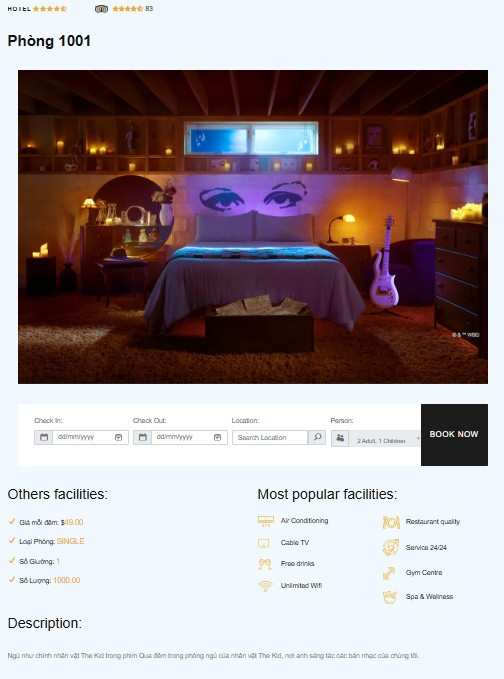 HOTEL
83
Phòng 1001
© & ™ WBEI
Check In:
Check Out:
Location:
Person:
dd/mm/yyyy
dd/mm/yyyy
Search Location
2 Adult, 1 Children
BOOK NOW
Others facilities:
Giá mỗi đêm: $49.00
Loại Phòng: SINGLE
Số Giường: 1
Số Lượng: 1000.00
Most popular facilities:
Air Conditioning
Cable TV
Free drinks
Unlimited Wifi
Restaurant quality
Service 24/24
Gym Centre
Spa & Wellness
Description:
Ngủ như chính nhân vật The Kid trong phim Qua đêm trong phòng ngủ của nhân vật The Kid, nơi anh sáng tác các bản nhạc của chúng tôi.